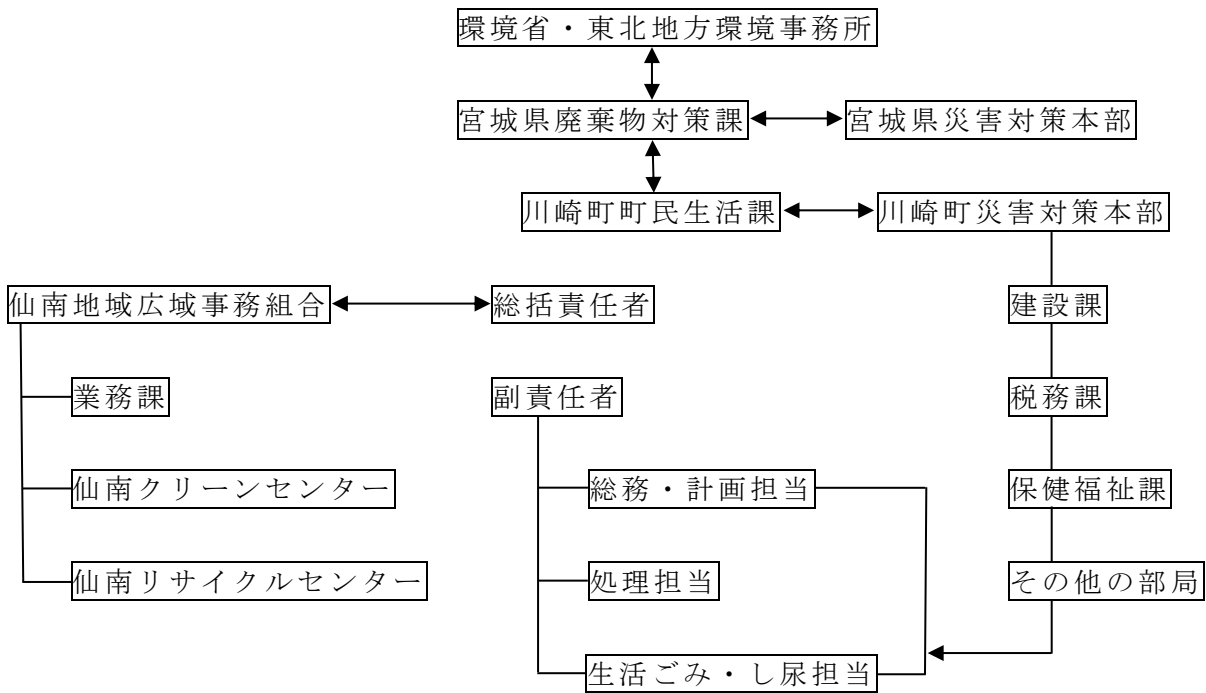 環境省・東北地方環境事務所
宮城県廃棄物対策課
宮城県災害対策本部
川崎町町民生活課
川崎町災害対策本部
仙南地域広域事務組合
総括責任者
建設課
業務課
副責任者
税務課
仙南クリーンセンター
総務・計画担当
保健福祉課
仙南リサイクルセンター
処理担当
その他の部局
生活ごみ・し尿担当